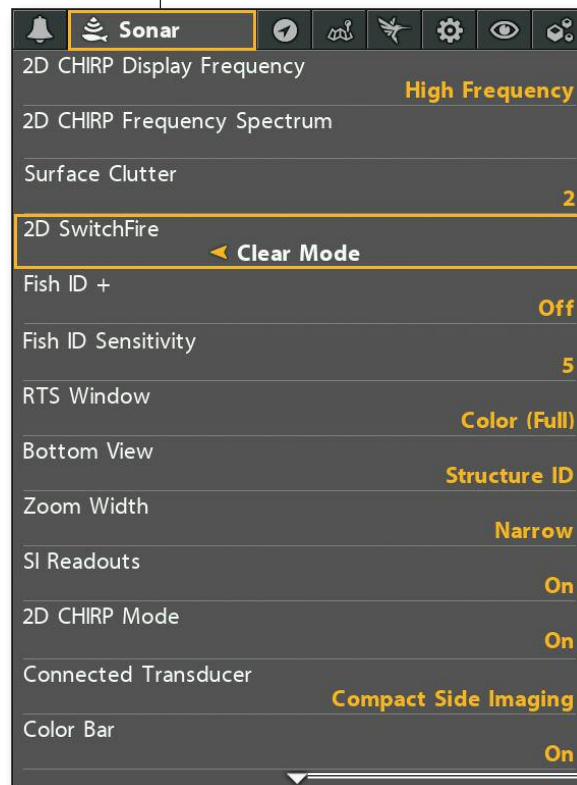 Sonar
2D CHIRP Display Frequency
High Frequency
2D CHIRP Frequency Spectrum
Surface Clutter
2
2D SwitchFire
Clear Mode
Fish ID +
Off
Fish ID Sensitivity
5
RTS Window
Color (Full)
Bottom View
Structure ID
Zoom Width
Narrow
SI Readouts
On
2D CHIRP Mode
On
Connected Transducer
Compact Side Imaging
Color Bar
On